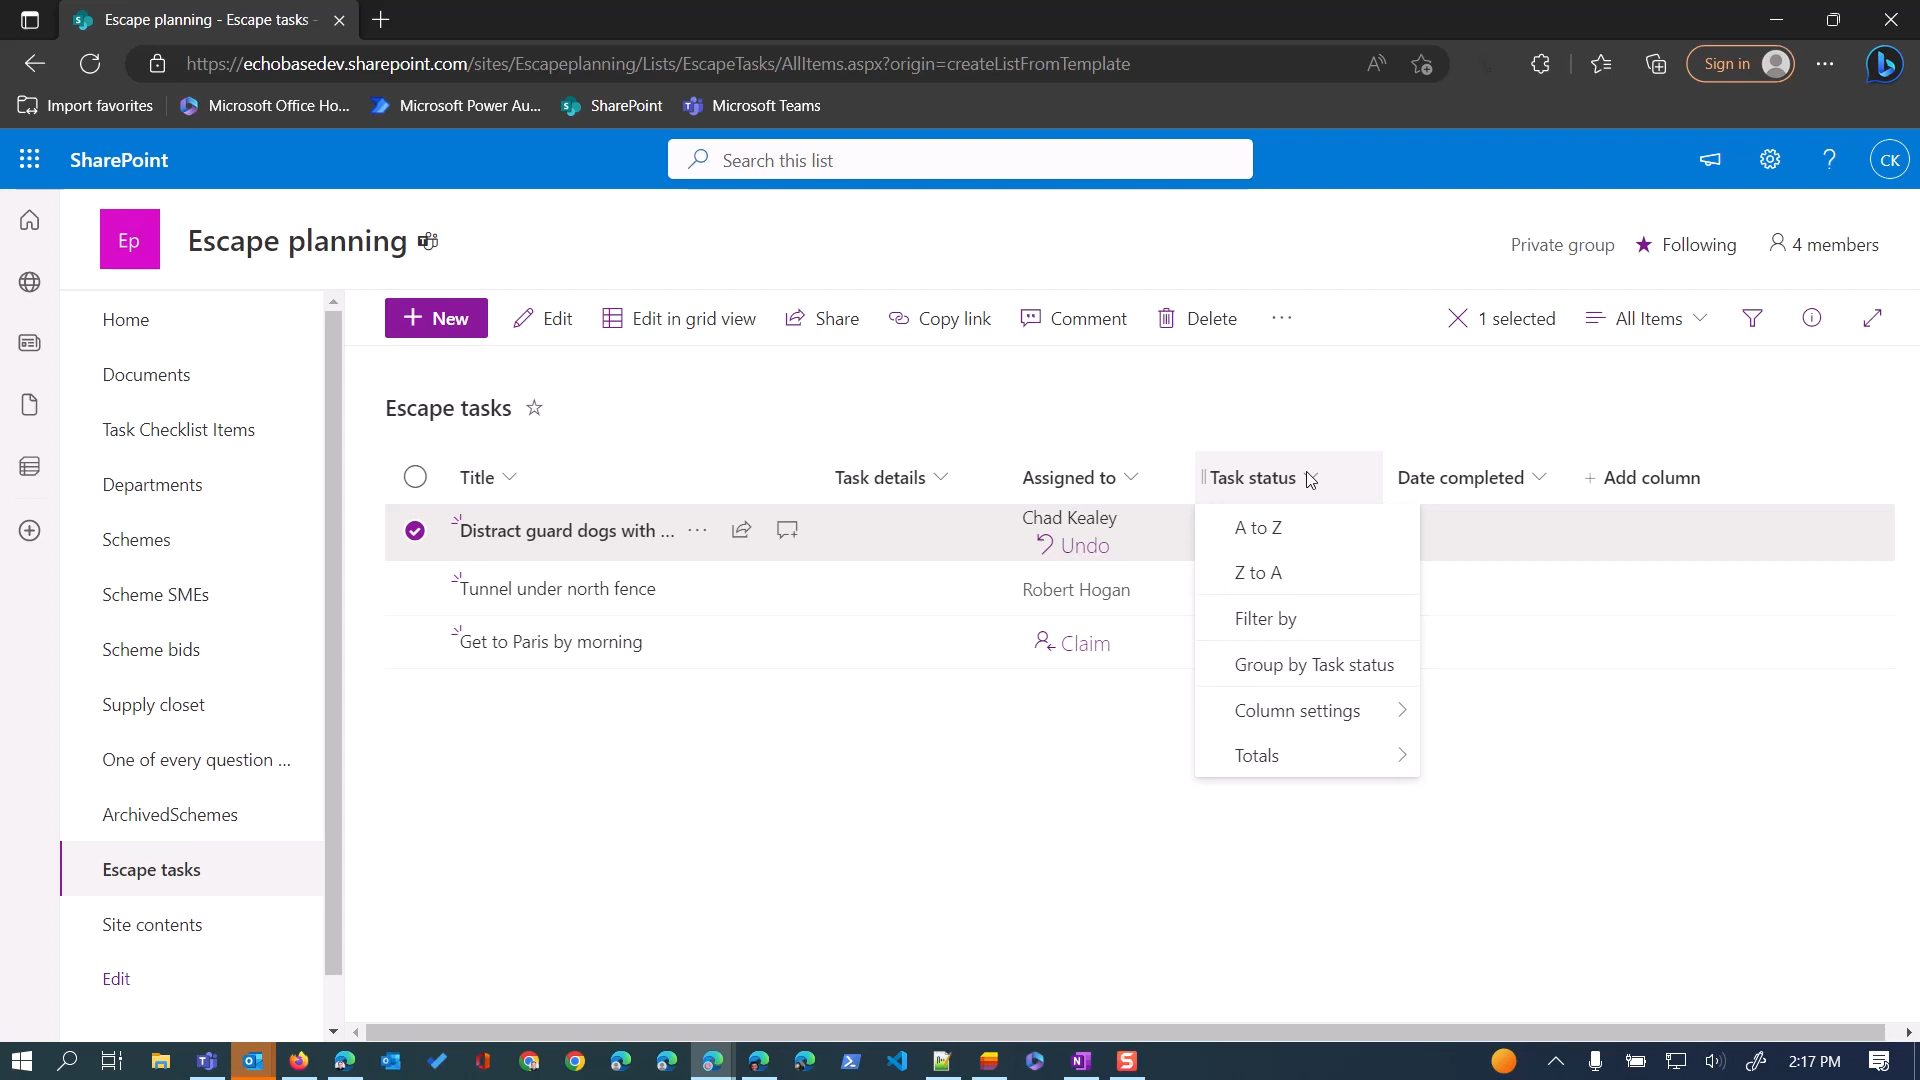 Escape planning - Escape tasks -
https://echobasedev.sharepoint.com/sites/Escapeplanning/Lists/EscapeTasks/AllItems.aspx?origin=createListFromTemplate
Sign in
Import favorites
Microsoft Office Ho...
Microsoft Power Au...
SharePoint
Microsoft Teams
SharePoint
Search this list
CK
Ep
Escape planning
Private group
Following
4 members
Home
Documents
Task Checklist Items
Departments
Schemes
Scheme SMEs
Scheme bids
Supply closet
One of every question ...
ArchivedSchemes
Escape tasks
Site contents
Edit
+ New
Edit
Edit in grid view
Share
Copy link
Comment
Delete
...
1 selected
All Items
Escape tasks
Title
Task details
Assigned to
Task status
Date completed
+ Add column
Distract guard dogs with ...
Chad Kealey
Undo
Tunnel under north fence
Robert Hogan
Get to Paris by morning
Claim
A to Z
Z to A
Filter by
Group by Task status
Column settings
Totals
2:17 PM